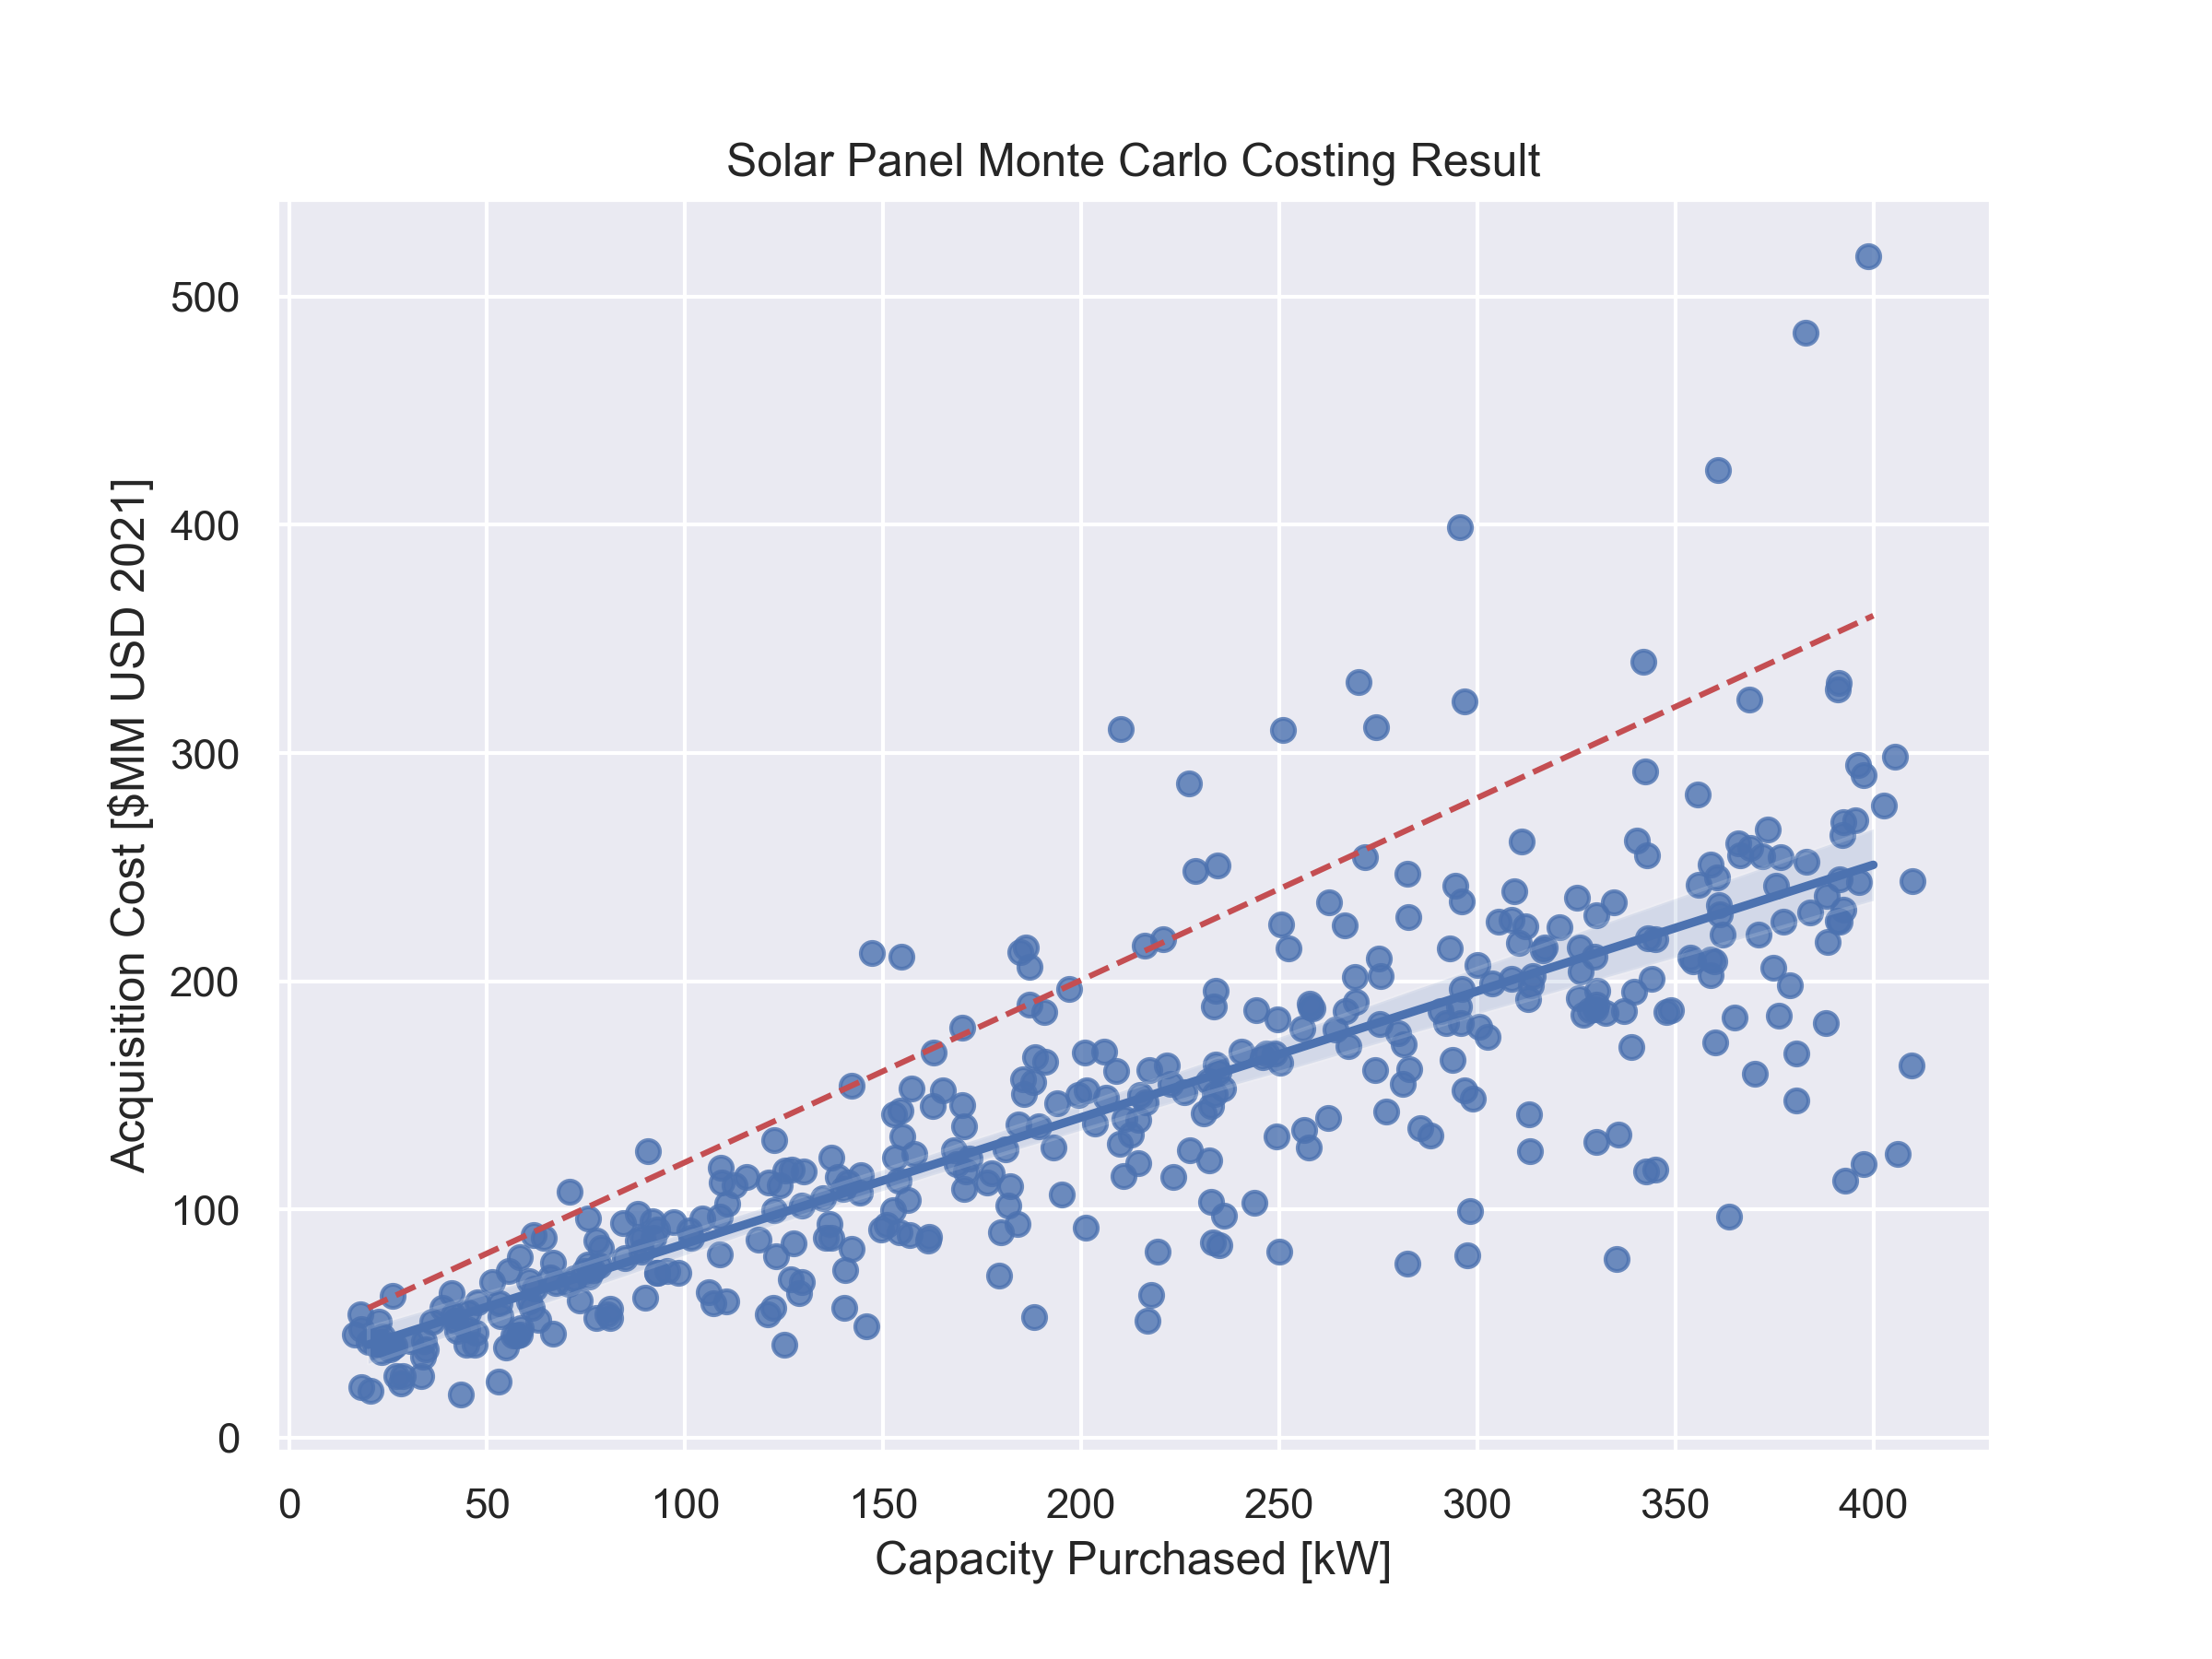 Solar Panel Monte Carlo Costing Result
Acquisition Cost [$MM USD 2021]
500
400
300
200
100
0
0 50 100 150 200 250 300 350 400
Capacity Purchased [kW]